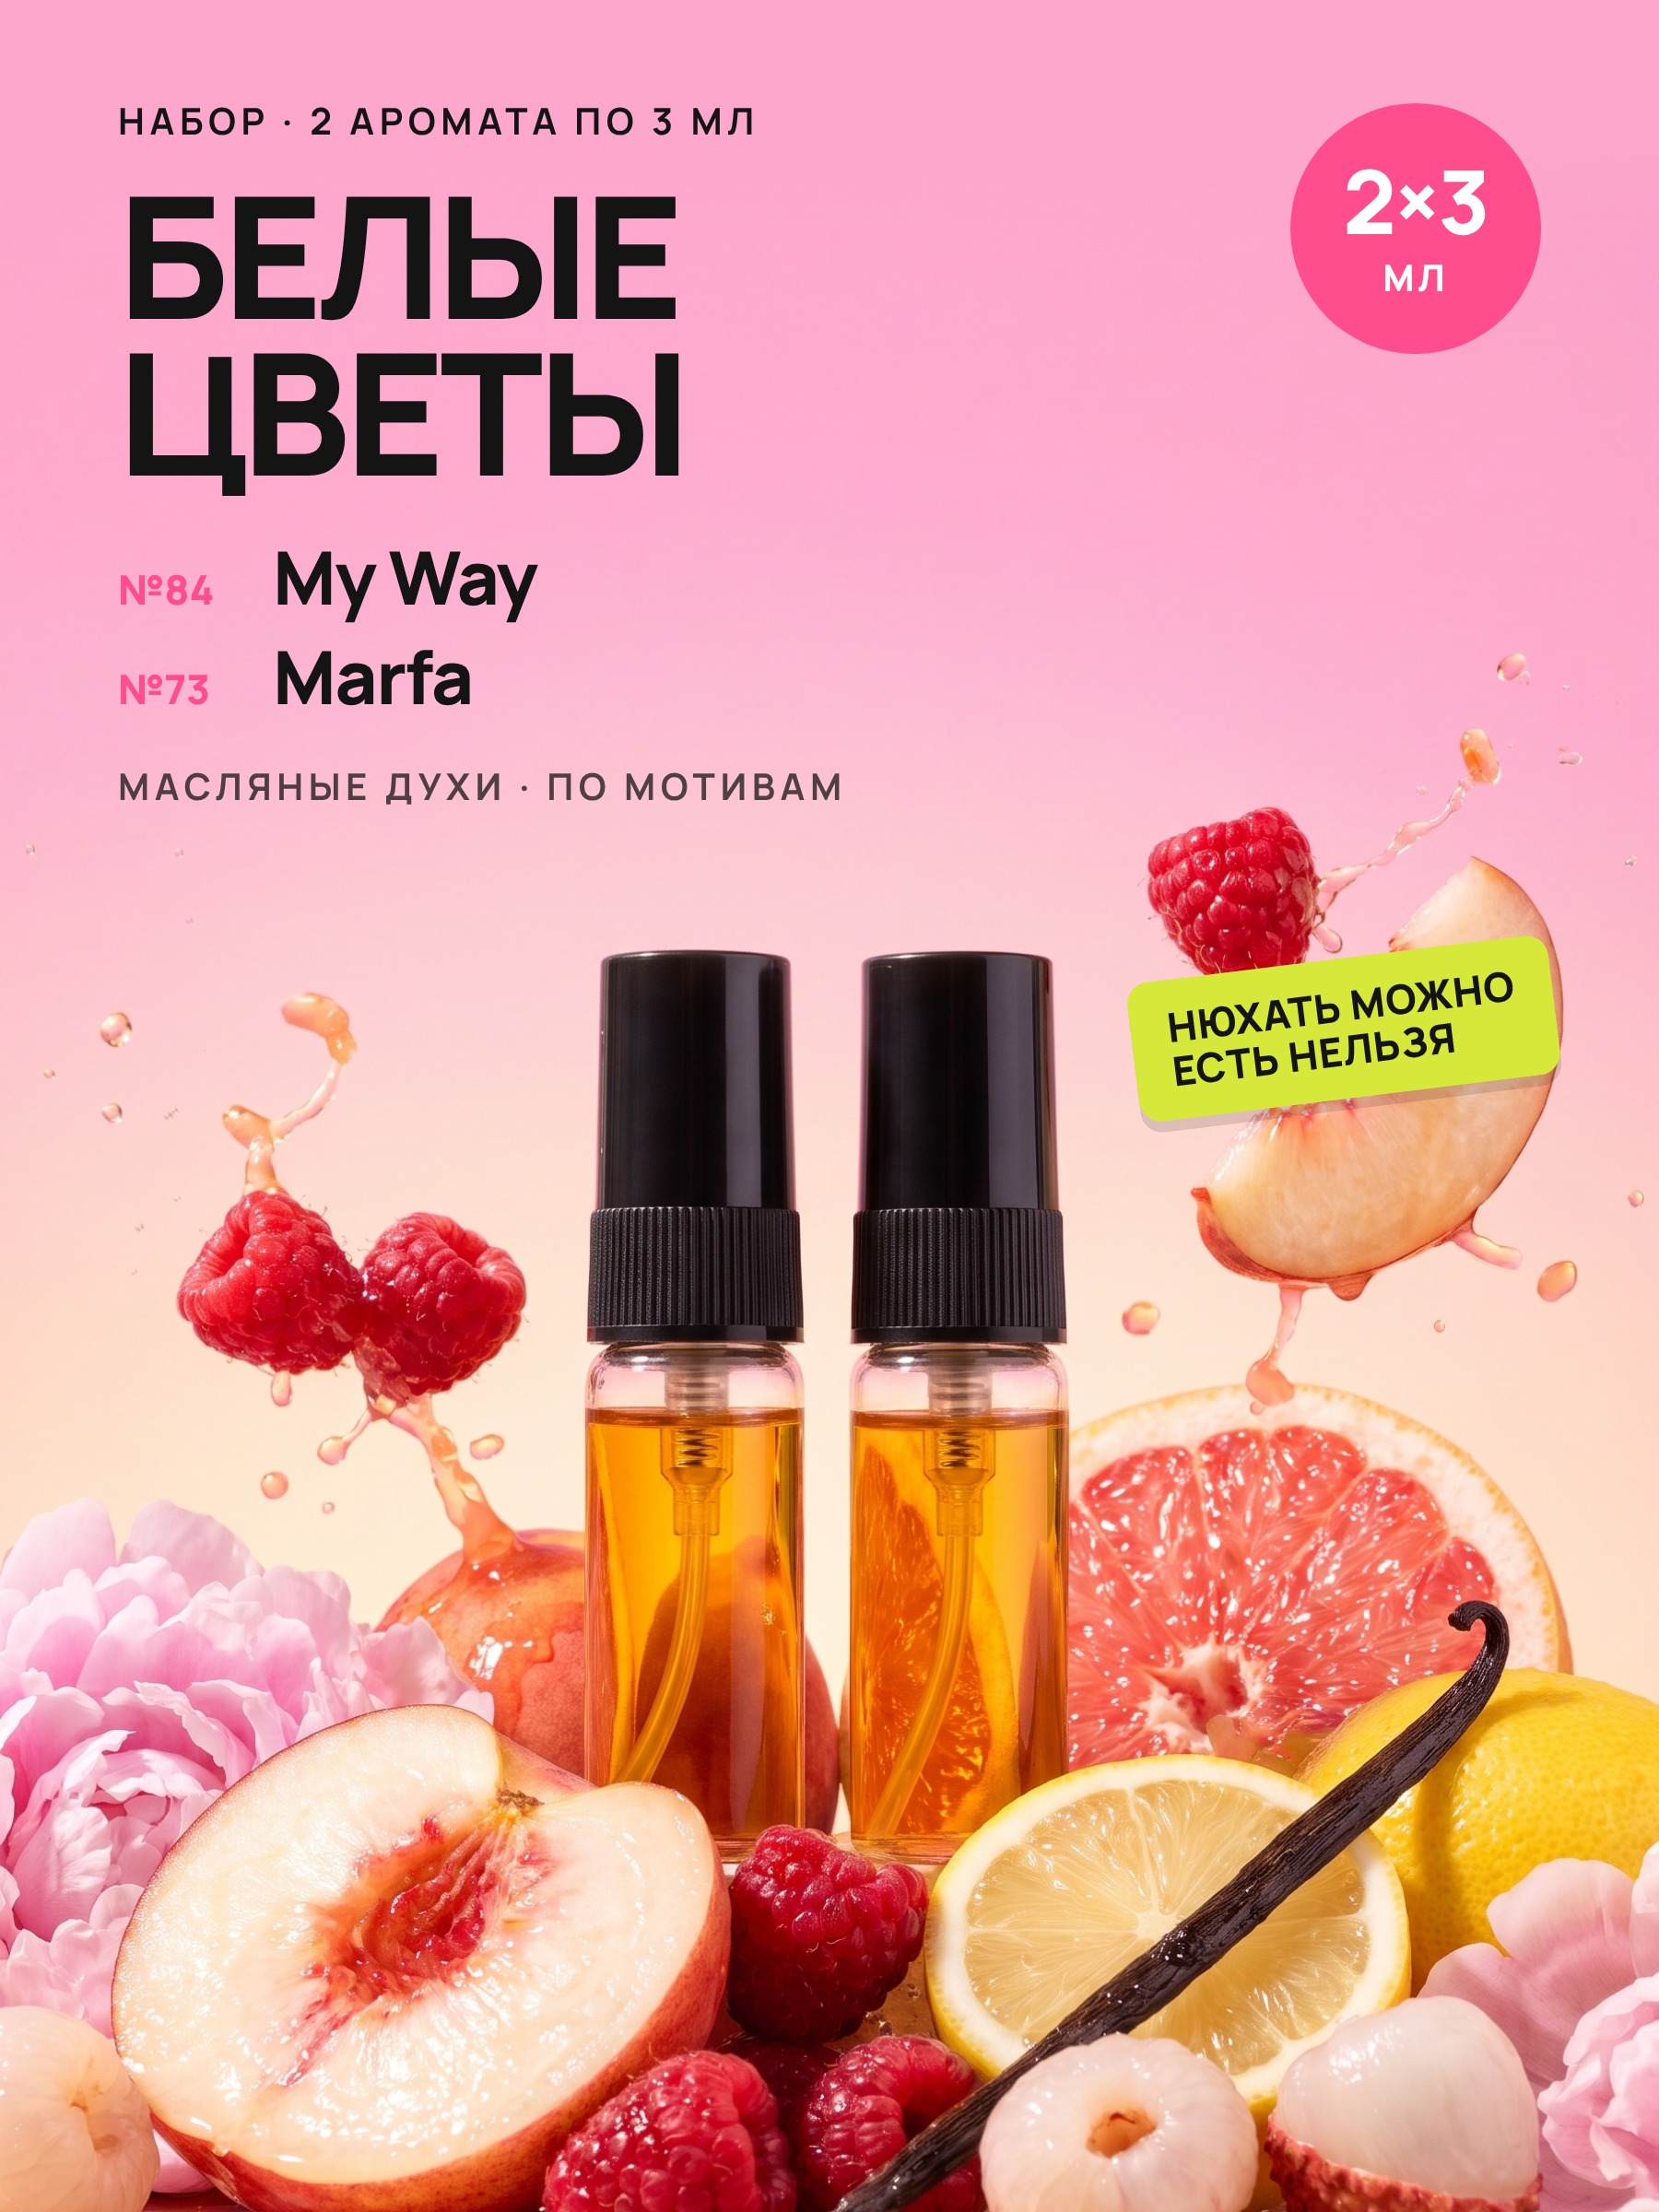 НАБОР · 2 АРОМАТА ПО 3 МЛ
БЕЛЫЕ
ЦВЕТЫ
№84 My Way
№73 Marfa
МАСЛЯНЫЕ ДУХИ · ПО МОТИВАМ
2×3
МЛ
НЮХАТЬ МОЖНО
ЕСТЬ НЕЛЬЗЯ